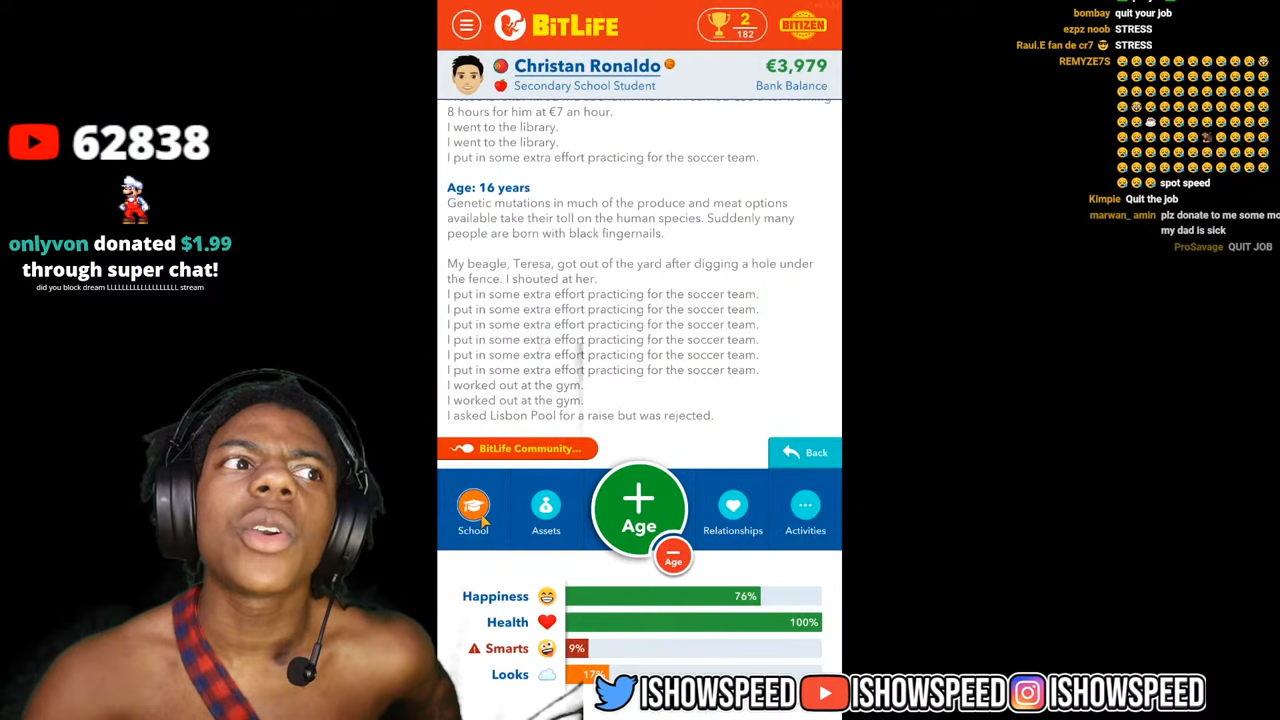 BITLIFE
2
182
BITIZEN
Christan Ronaldo
Secondary School Student
€3,979
Bank Balance
8 hours for him at €7 an hour.
I went to the library.
I went to the library.
I put in some extra effort practicing for the soccer team.
Age: 16 years
Genetic mutations in much of the produce and meat options
available take their toll on the human species. Suddenly many
people are born with black fingernails.
My beagle, Teresa, got out of the yard after digging a hole under
the fence. I shouted at her.
I put in some extra effort practicing for the soccer team.
I put in some extra effort practicing for the soccer team.
I put in some extra effort practicing for the soccer team.
I put in some extra effort practicing for the soccer team.
I put in some extra effort practicing for the soccer team.
I put in some extra effort practicing for the soccer team.
I worked out at the gym.
I worked out at the gym.
I asked Lisbon Pool for a raise but was rejected.
BitLife Community...
Back
School
Assets
Age
Age
Relationships
Activities
Happiness
76%
Health
100%
Smarts
9%
Looks
17%
62838
onlyvon donated $1.99
through super chat!
did you block dream LLLLLLLLLLLLLLLLLL stream
bombay quit your job
ezpz noob STRESS
Raul.E fan de cr7 STRESS
REMYZE7S
spot speed
Kimpie Quit the job
marwan_ amin plz donate to me some mo
my dad is sick
ProSavage QUIT JOB
ISHOWSPEED ISHOWSPEED ISHOWSPEED